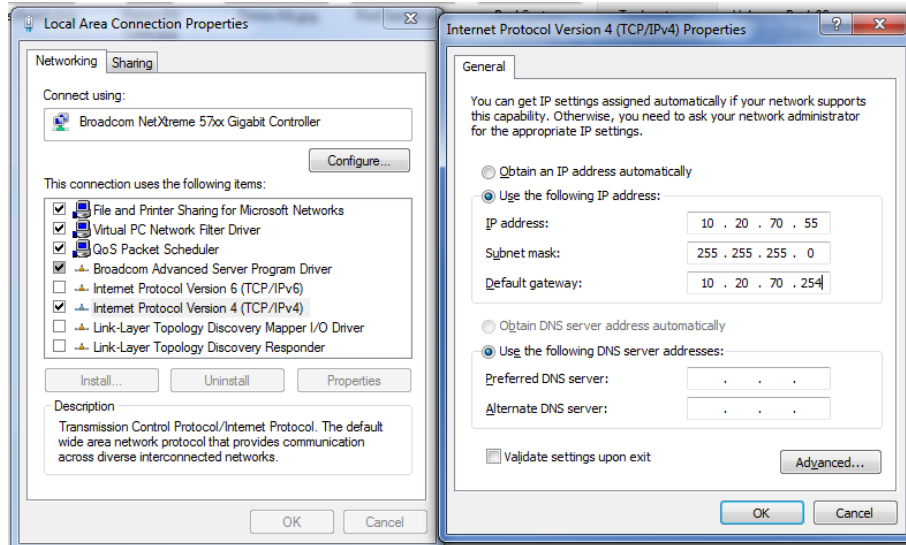 Local Area Connection Properties
Networking
Sharing
Connect using:
Broadcom NetXtreme 57xx Gigabit Controller
Configure...
This connection uses the following items:
File and Printer Sharing for Microsoft Networks
Virtual PC Network Filter Driver
QoS Packet Scheduler
Broadcom Advanced Server Program Driver
Internet Protocol Version 6 (TCP/IPv6)
Internet Protocol Version 4 (TCP/IPv4)
Link-Layer Topology Discovery Mapper I/O Driver
Link-Layer Topology Discovery Responder
Install... Uninstall Properties
Description
Transmission Control Protocol/Internet Protocol. The default
wide area network protocol that provides communication
across diverse interconnected networks.
OK Cancel
Internet Protocol Version 4 (TCP/IPv4) Properties
General
You can get IP settings assigned automatically if your network supports
this capability. Otherwise, you need to ask your network administrator
for the appropriate IP settings.
Obtain an IP address automatically
Use the following IP address:
IP address: 10 . 20 . 70 . 55
Subnet mask: 255 . 255 . 255 . 0
Default gateway: 10 . 20 . 70 . 254
Obtain DNS server address automatically
Use the following DNS server addresses:
Preferred DNS server: . . .
Alternate DNS server: . . .
Validate settings upon exit
Advanced...
OK Cancel